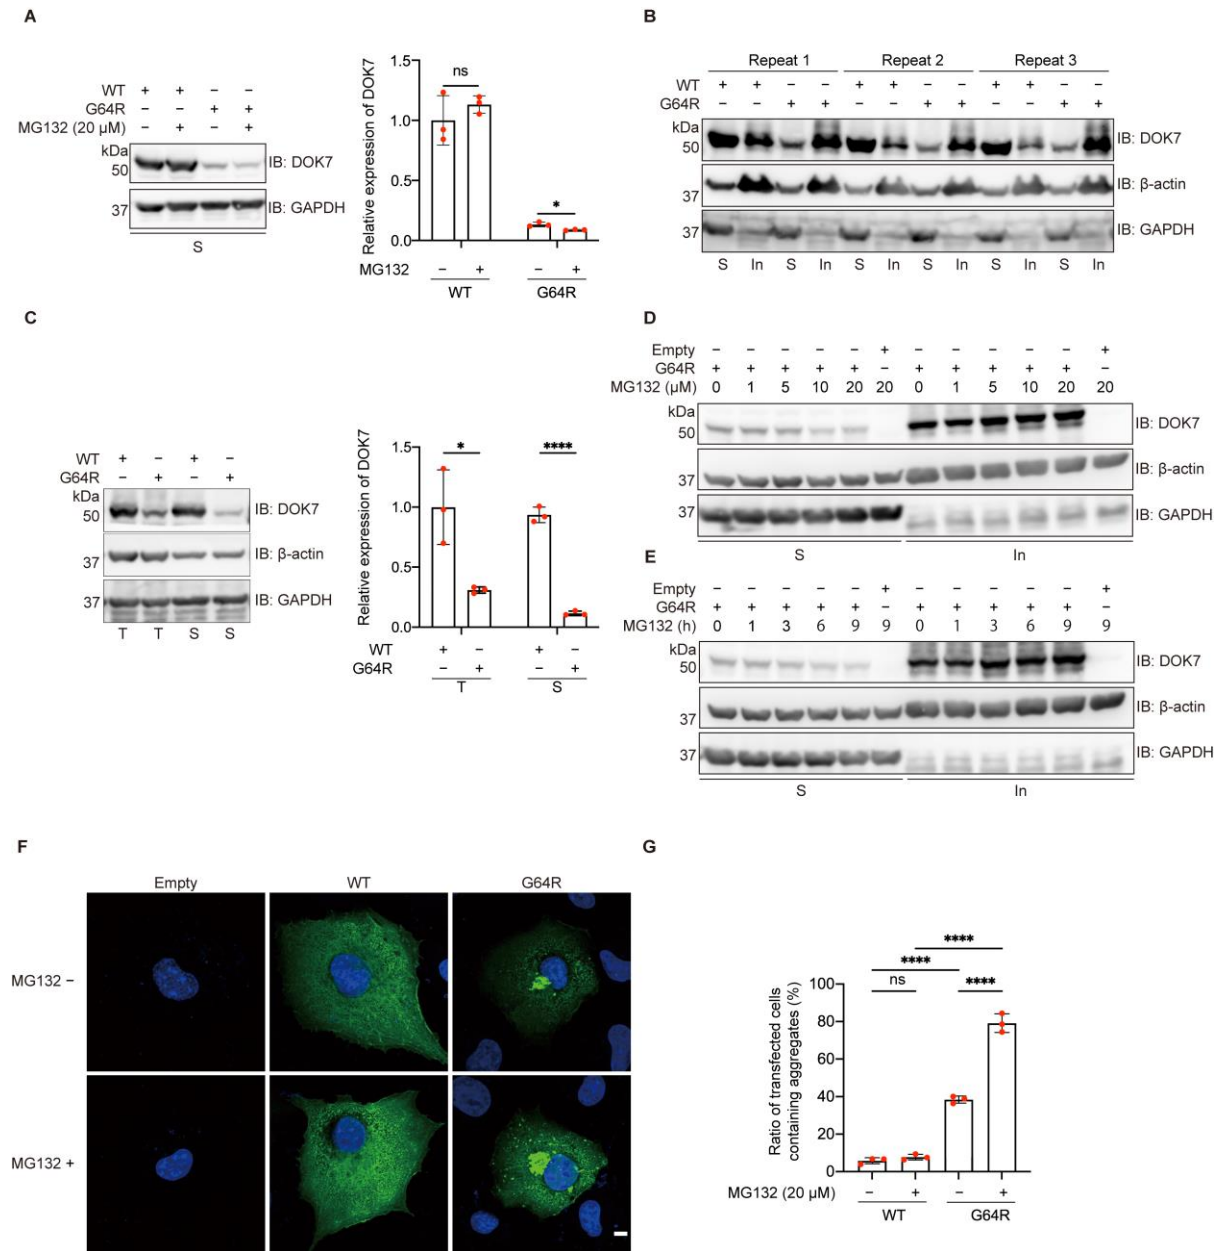 A
WT + + − −
G64R − − + +
MG132 (20 μM) − + − +
kDa
50
IB: DOK7
37
IB: GAPDH
S
Relative expression of DOK7
1.5
1.0
0.5
0.0
ns
*
MG132 − + − +
WT G64R
B
Repeat 1 Repeat 2 Repeat 3
WT + + − − + + − − + + − −
G64R − − + + − − + + − − + +
kDa
50
IB: DOK7
IB: β-actin
37
37
IB: GAPDH
S In S In S In S In S In S In
C
WT + − + −
G64R − + − +
kDa
50
IB: DOK7
37
IB: β-actin
37
IB: GAPDH
T T S S
Relative expression of DOK7
1.5
1.0
0.5
0.0
*
****
WT + − + −
G64R − + − +
T S
D
Empty − − − − − + − − − − − +
G64R + + + + + − + + + + + −
MG132 (μM) 0 1 5 10 20 20 0 1 5 10 20 20
kDa
50
IB: DOK7
37
IB: β-actin
37
IB: GAPDH
S In
E
Empty − − − − − + − − − − − +
G64R + + + + + − + + + + + −
MG132 (h) 0 1 3 6 9 9 0 1 3 6 9 9
kDa
50
IB: DOK7
37
IB: β-actin
37
IB: GAPDH
S In
F
Empty WT G64R
MG132 −
MG132 +
G
Ratio of transfected cells
containing aggregates (%)
100
80
60
40
20
0
****
****
ns
****
MG132 (20 μM) − + − +
WT G64R